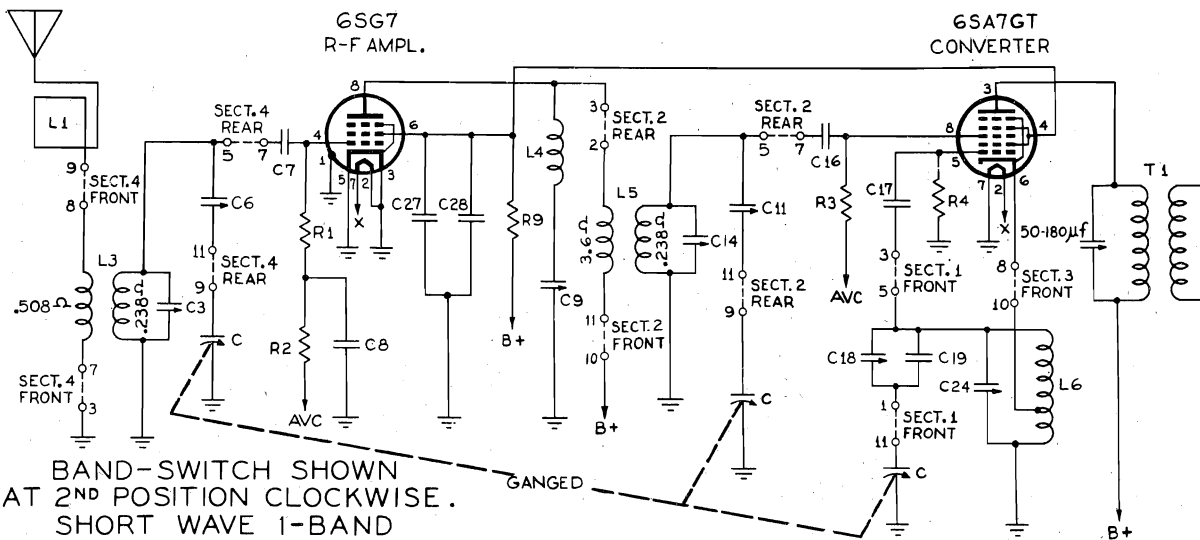 6SG7
R-F AMPL.
6SA7GT
CONVERTER
L1
9
SECT. 4
FRONT
8
L3
.508 Ω
.238 Ω
C3
7
SECT. 4
FRONT
3
SECT. 4
REAR
5
7
C7
C6
11
SECT. 4
REAR
9
C
8
4
6
1
5
7
2
3
X
R1
R2
C8
AVC
C27
C28
R9
B+
L4
C9
3
SECT. 2
REAR
2
L5
3.6 Ω
.238 Ω
C14
11
SECT. 2
FRONT
10
B+
SECT. 2
REAR
5
7
C16
C11
11
SECT. 2
REAR
9
C
R3
AVC
3
8
4
5
7
2
6
X
C17
R4
3
SECT. 1
FRONT
5
C18
C19
C24
L6
1
SECT. 1
FRONT
11
C
8
SECT. 3
FRONT
10
50-180µf
T1
B+
GANGED
BAND-SWITCH SHOWN
AT 2ND POSITION CLOCKWISE.
SHORT WAVE 1-BAND